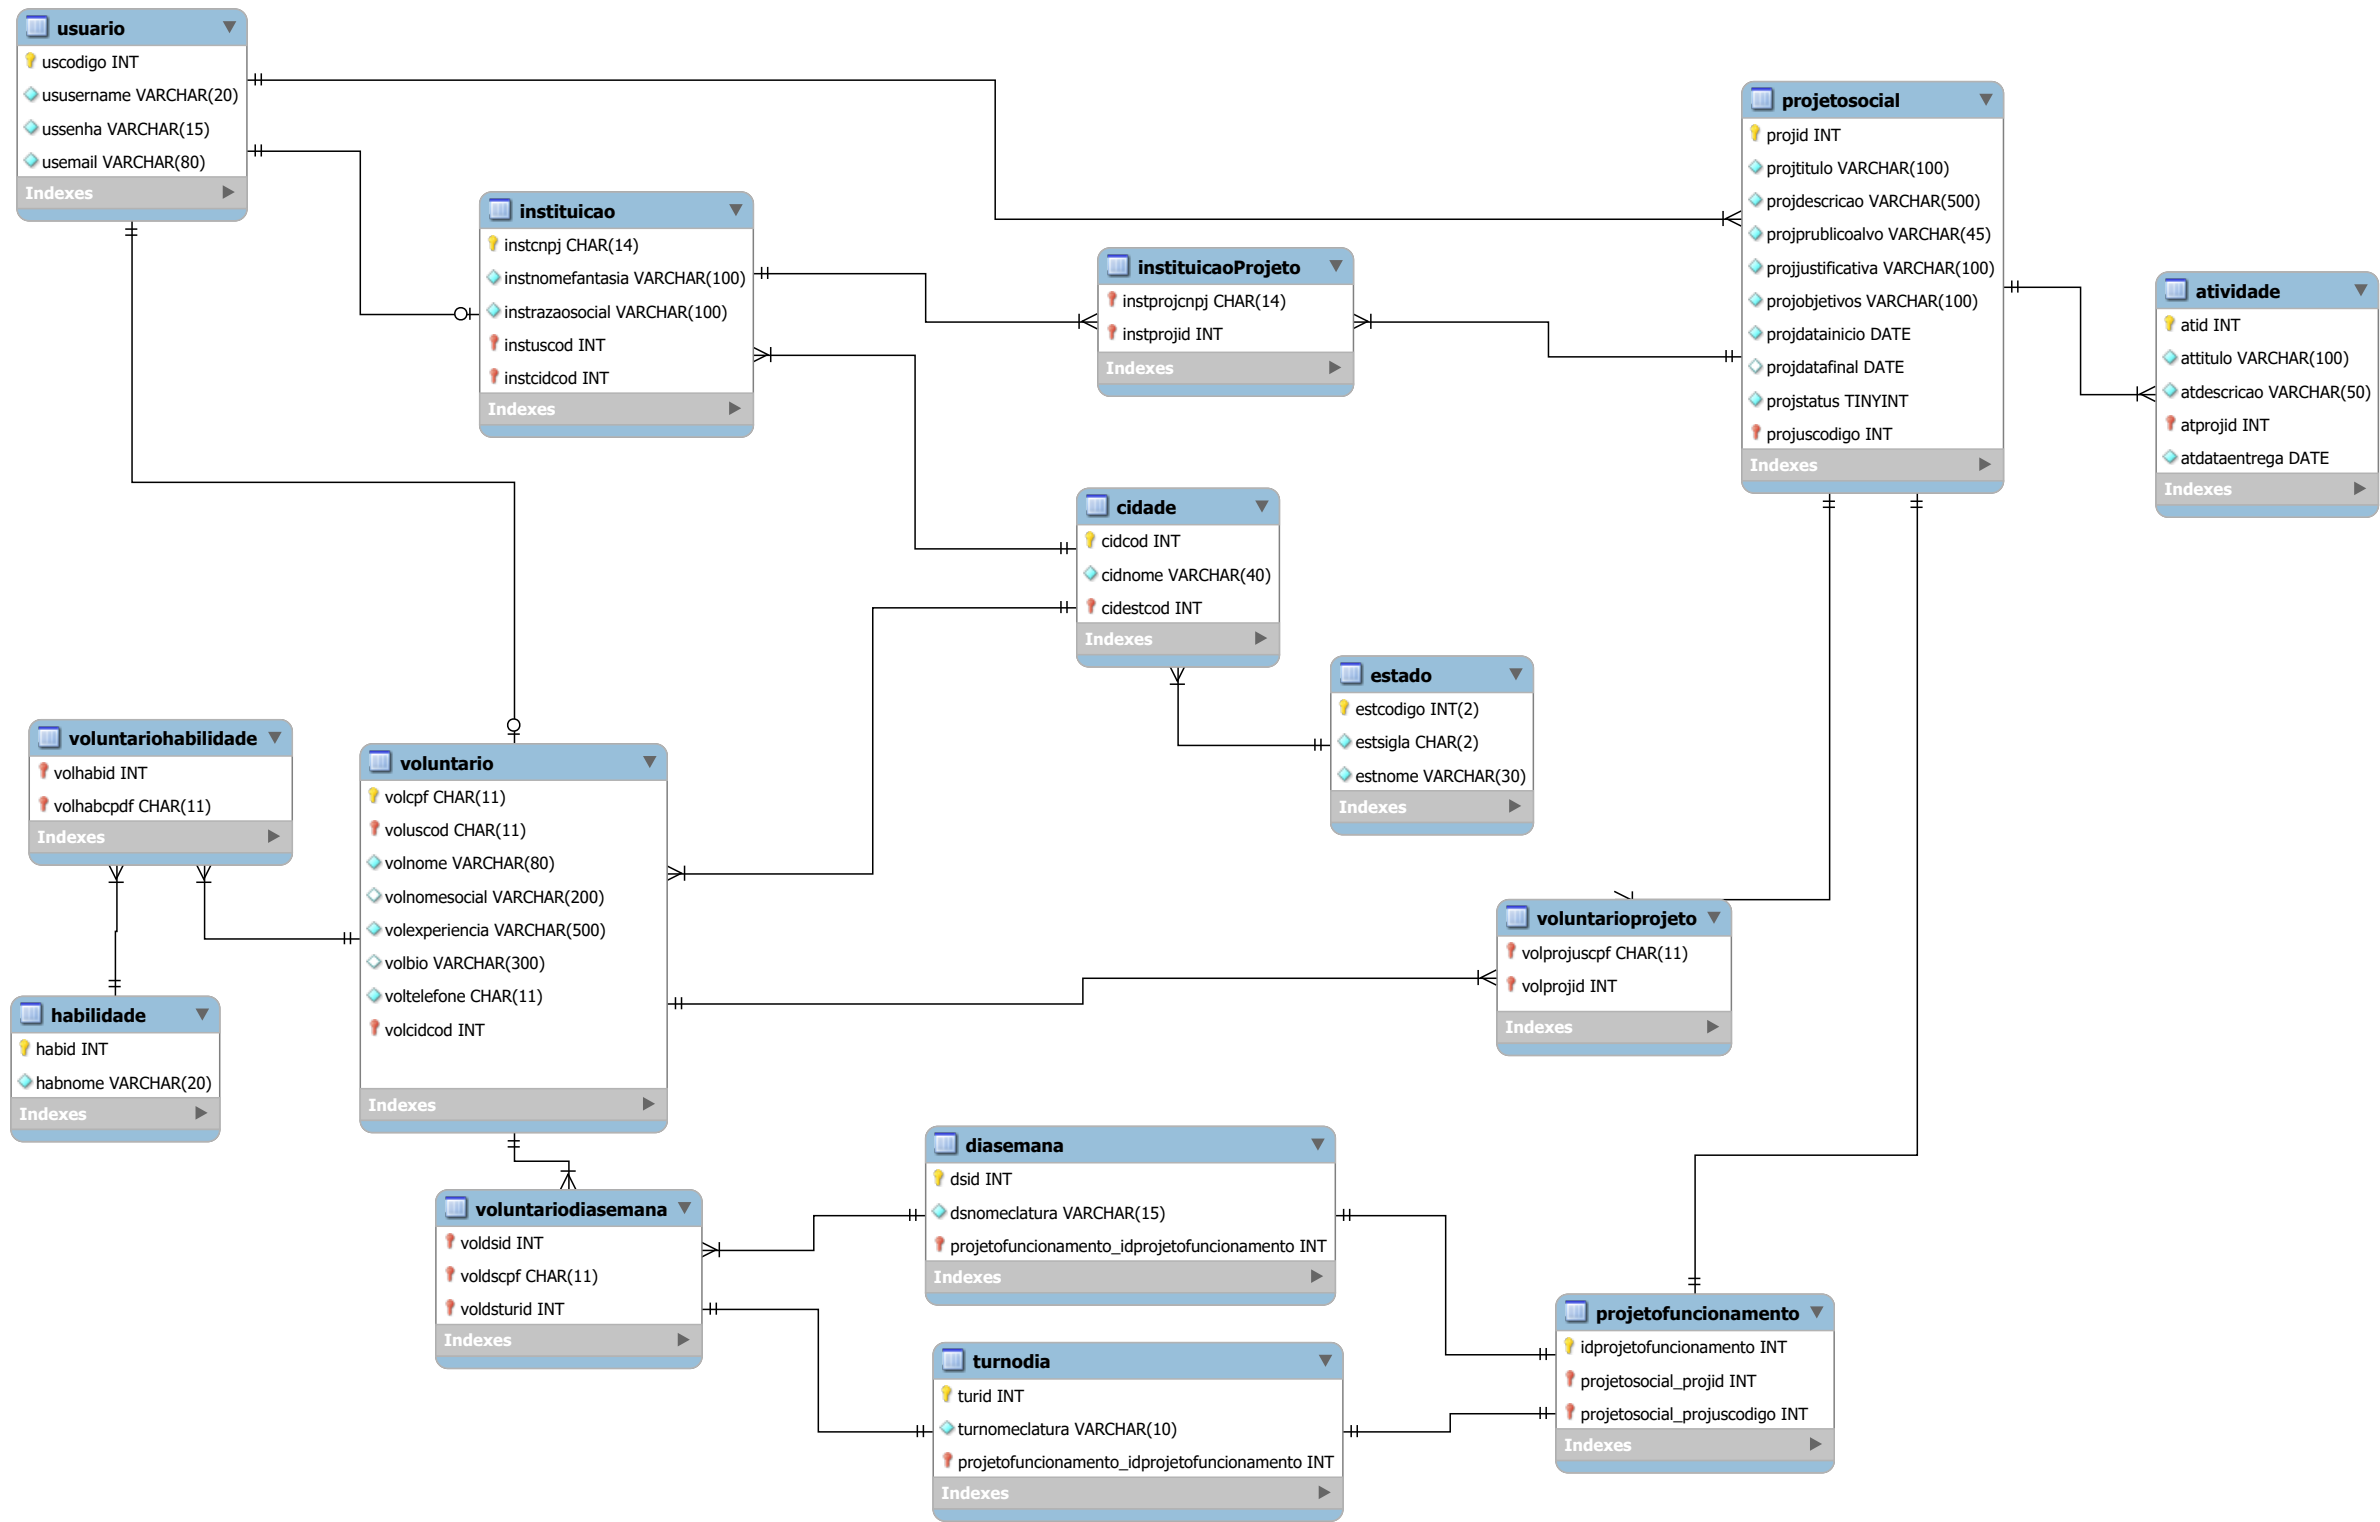 usuario
uscodigo INT
ususername VARCHAR(20)
ussenha VARCHAR(15)
usemail VARCHAR(80)
Indexes
instituicao
instcnpj CHAR(14)
instnomefantasia VARCHAR(100)
instrazaosocial VARCHAR(100)
instuscod INT
instcidcod INT
Indexes
instituicaoProjeto
instprojcnpj CHAR(14)
instprojid INT
Indexes
projetosocial
projid INT
projtitulo VARCHAR(100)
projdescricao VARCHAR(500)
projprublicoalvo VARCHAR(45)
projjustificativa VARCHAR(100)
projobjetivos VARCHAR(100)
projdatainicio DATE
projdatafinal DATE
projstatus TINYINT
projuscodigo INT
Indexes
atividade
atid INT
attitulo VARCHAR(100)
atdescricao VARCHAR(50)
atprojid INT
atdataentrega DATE
Indexes
cidade
cidcod INT
cidnome VARCHAR(40)
cidestcod INT
Indexes
estado
estcodigo INT(2)
estsigla CHAR(2)
estnome VARCHAR(30)
Indexes
voluntariohabilidade
volhabid INT
volhabcpdf CHAR(11)
Indexes
voluntario
volcpf CHAR(11)
voluscod CHAR(11)
volnome VARCHAR(80)
volnomesocial VARCHAR(200)
volexperiencia VARCHAR(500)
volbio VARCHAR(300)
voltelefone CHAR(11)
volcidcod INT
Indexes
voluntarioprojeto
volprojuscpf CHAR(11)
volprojid INT
Indexes
habilidade
habid INT
habnome VARCHAR(20)
Indexes
diasemana
dsid INT
dsnomeclatura VARCHAR(15)
projetofuncionamento_idprojetofuncionamento INT
Indexes
voluntariodiasemana
voldsid INT
voldscpf CHAR(11)
voldsturid INT
Indexes
turnodia
turid INT
turnomeclatura VARCHAR(10)
projetofuncionamento_idprojetofuncionamento INT
Indexes
projetofuncionamento
idprojetofuncionamento INT
projetosocial_projid INT
projetosocial_projuscodigo INT
Indexes